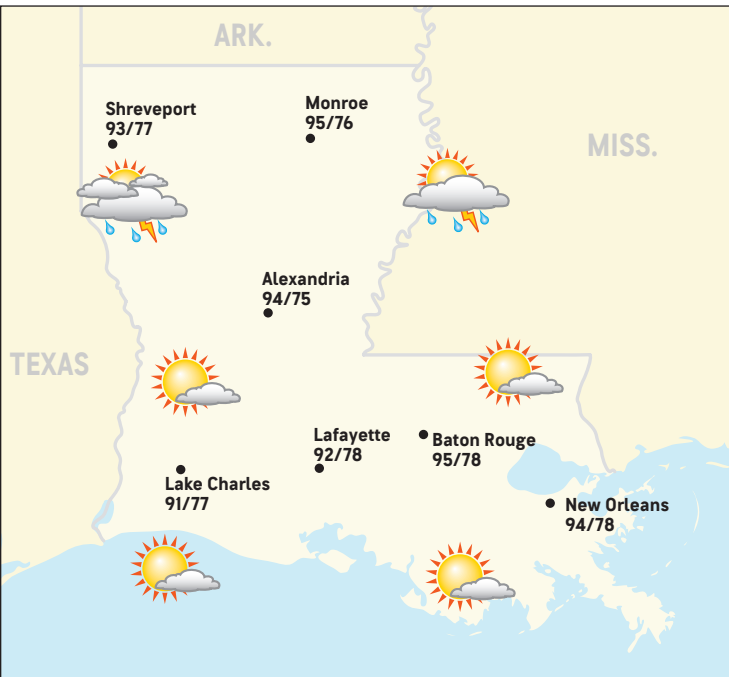 ARK.
Shreveport
93/77
Monroe
95/76
MISS.
Alexandria
94/75
TEXAS
Lafayette
92/78
Baton Rouge
95/78
Lake Charles
91/77
New Orleans
94/78